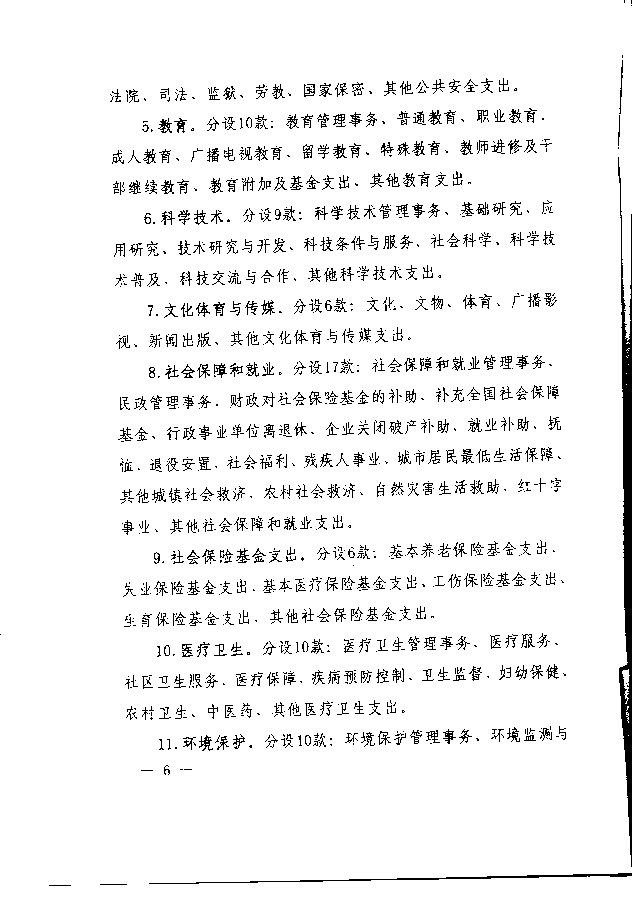 法院、司法、监狱、劳教、国家保密、其他公共安全支出。
5.教育。分设10款：教育管理事务、普通教育、职业教育、
成人教育、广播电视教育、留学教育、特殊教育、教师进修及干
部继续教育、教育附加及基金支出、其他教育支出。
6.科学技术。分设9款：科学技术管理事务、基础研究、应
用研究、技术研究与开发、科技条件与服务、社会科学、科学技
术普及、科技交流与合作、其他科学技术支出。
7.文化体育与传媒。分设6款：文化、文物、体育、广播影
视、新闻出版、其他文化体育与传媒支出。
8.社会保障和就业。分设17款：社会保障和就业管理事务、
民政管理事务、财政对社会保险基金的补助、补充全国社会保障
基金、行政事业单位离退休、企业关闭破产补助、就业补助、抚
恤、退役安置、社会福利、残疾人事业、城市居民最低生活保障、
其他城镇社会救济、农村社会救济、自然灾害生活救助、红十字
事业、其他社会保障和就业支出。
9.社会保险基金支出。分设6款：基本养老保险基金支出、
失业保险基金支出、基本医疗保险基金支出、工伤保险基金支出、
生育保险基金支出、其他社会保险基金支出。
10.医疗卫生。分设10款：医疗卫生管理事务、医疗服务、
社区卫生服务、医疗保障、疾病预防控制、卫生监督、妇幼保健、
农村卫生、中医药、其他医疗卫生支出。
11.环境保护。分设10款：环境保护管理事务、环境监测与
— 6 —